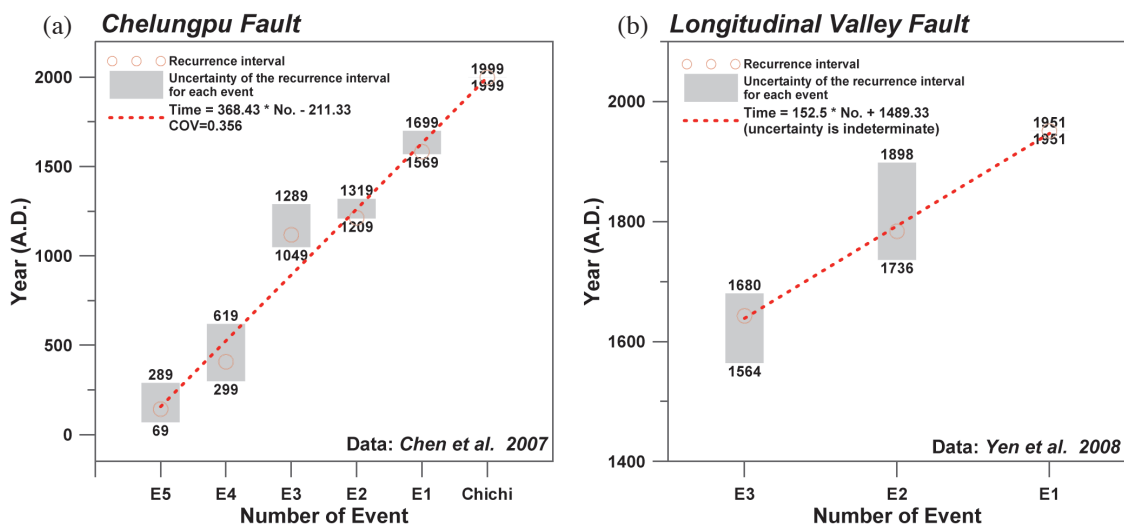 (a) Chelungpu Fault
Recurrence interval
Uncertainty of the recurrence interval
for each event
Time = 368.43 * No. - 211.33
COV=0.356
2000
1500
1000
500
0
Year (A.D.)
1999
1999
1699
1569
1319
1209
1289
1049
619
299
289
69
Data: Chen et al. 2007
E5 E4 E3 E2 E1 Chichi
Number of Event
(b) Longitudinal Valley Fault
Recurrence interval
Uncertainty of the recurrence interval
for each event
Time = 152.5 * No. + 1489.33
(uncertainty is indeterminate)
2000
1800
1600
1400
Year (A.D.)
1951
1951
1898
1736
1680
1564
Data: Yen et al. 2008
E3 E2 E1
Number of Event